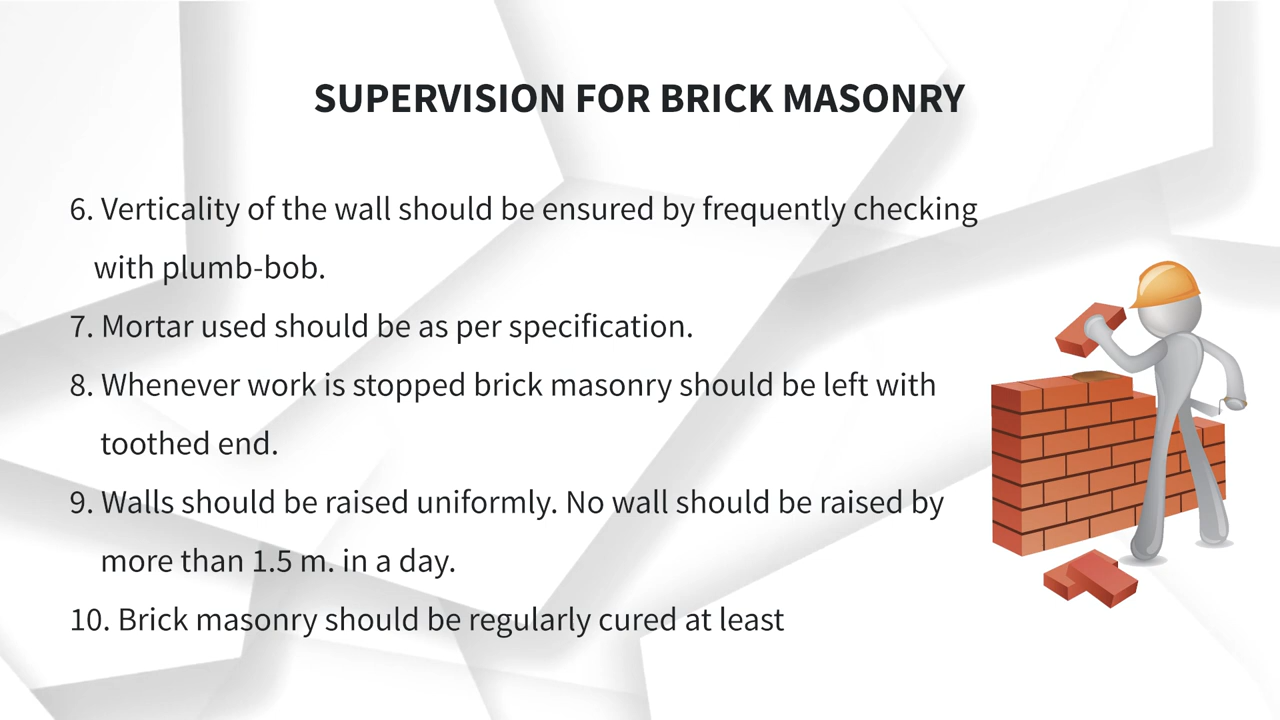 SUPERVISION FOR BRICK MASONRY
6. Verticality of the wall should be ensured by frequently checking
with plumb-bob.
7. Mortar used should be as per specification.
8. Whenever work is stopped brick masonry should be left with
toothed end.
9. Walls should be raised uniformly. No wall should be raised by
more than 1.5 m. in a day.
10. Brick masonry should be regularly cured at least